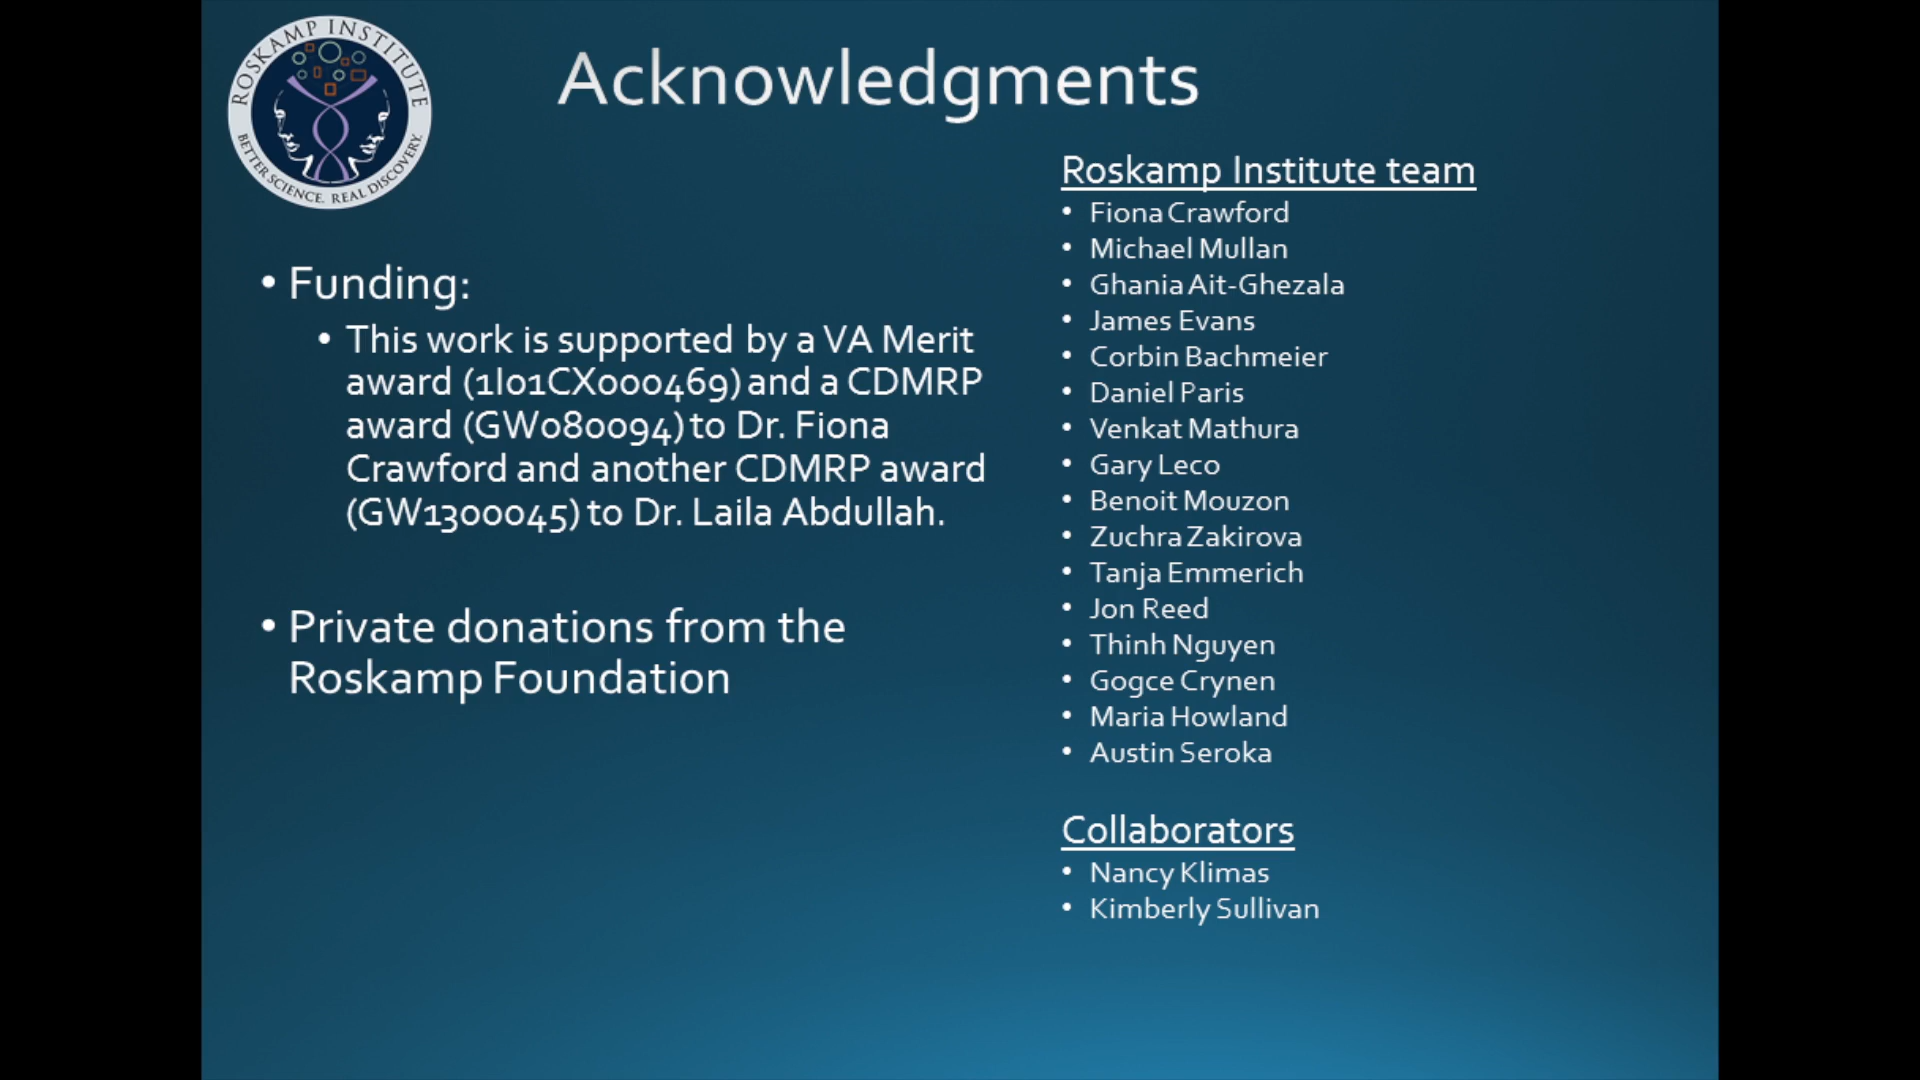 ROSKAMP INSTITUTE
BETTER SCIENCE. REAL DISCOVERY.
Acknowledgments
• Funding:
• This work is supported by a VA Merit
award (1I01CX000469) and a CDMRP
award (GW080094) to Dr. Fiona
Crawford and another CDMRP award
(GW1300045) to Dr. Laila Abdullah.
• Private donations from the
Roskamp Foundation
Roskamp Institute team
• Fiona Crawford
• Michael Mullan
• Ghania Ait-Ghezala
• James Evans
• Corbin Bachmeier
• Daniel Paris
• Venkat Mathura
• Gary Leco
• Benoit Mouzon
• Zuchra Zakirova
• Tanja Emmerich
• Jon Reed
• Thinh Nguyen
• Gogce Crynen
• Maria Howland
• Austin Seroka
Collaborators
• Nancy Klimas
• Kimberly Sullivan